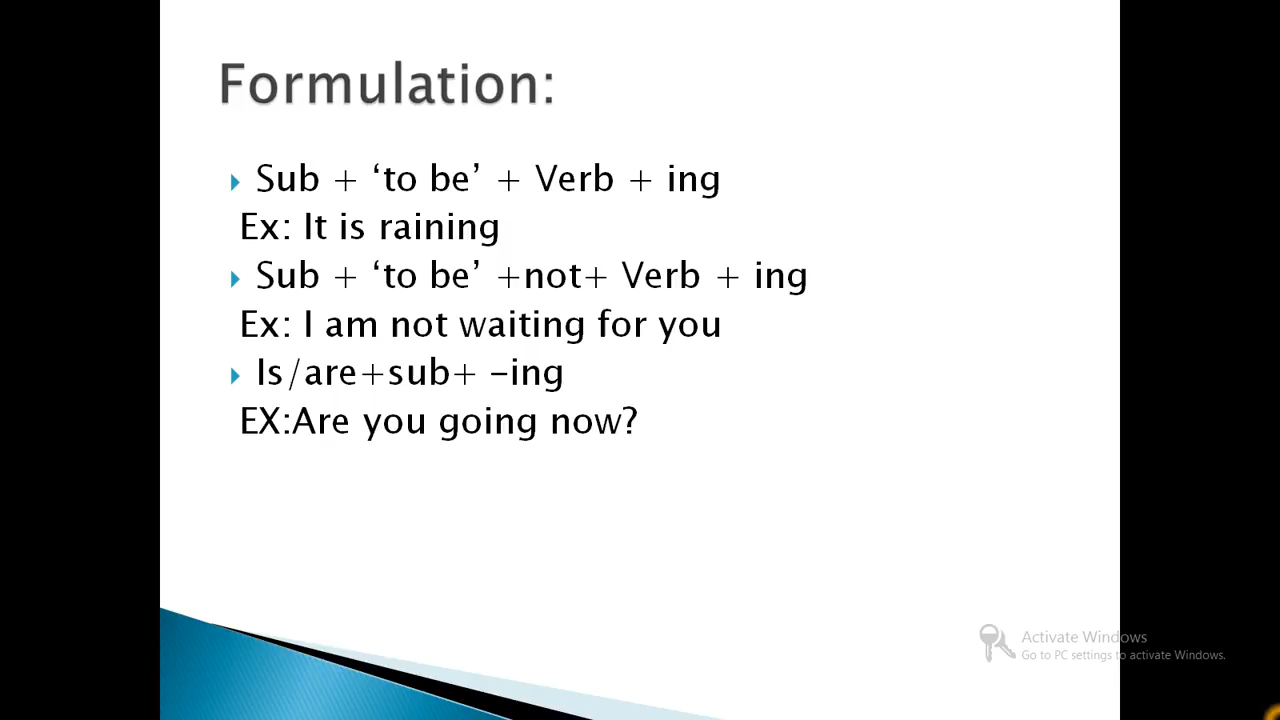 Formulation:
Sub + ‘to be’ + Verb + ing
Ex: It is raining
Sub + ‘to be’ +not+ Verb + ing
Ex: I am not waiting for you
Is/are+sub+ -ing
EX:Are you going now?
Activate Windows
Go to PC settings to activate Windows.